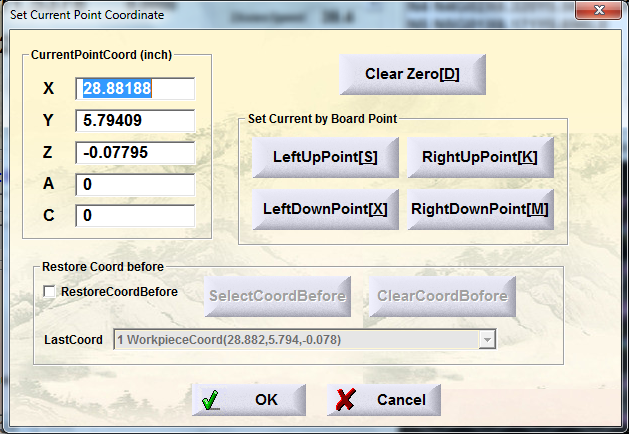 Set Current Point Coordinate
CurrentPointCoord (inch)
X 28.88188
Y 5.79409
Z -0.07795
A 0
C 0
Clear Zero[D]
Set Current by Board Point
LeftUpPoint[S] RightUpPoint[K]
LeftDownPoint[X] RightDownPoint[M]
Restore Coord before
RestoreCoordBefore SelectCoordBefore ClearCoordBofore
LastCoord 1 WorkpieceCoord(28.882,5.794,-0.078)
OK Cancel